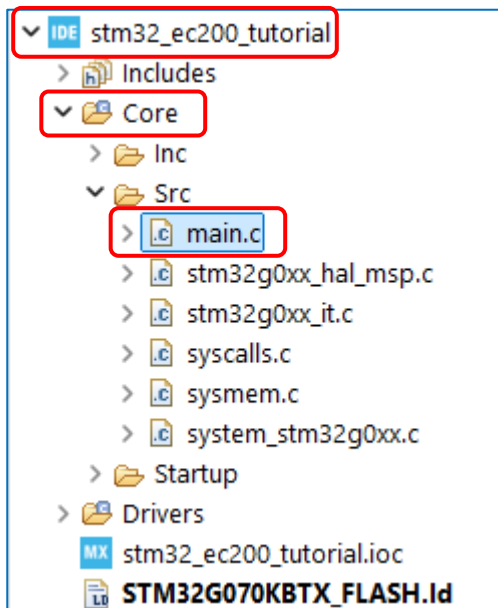 IDE stm32_ec200_tutorial
h Includes
c Core
Inc
Src
.c main.c
.c stm32g0xx_hal_msp.c
.c stm32g0xx_it.c
.c syscalls.c
.c sysmem.c
.c system_stm32g0xx.c
Startup
Drivers
MX stm32_ec200_tutorial.ioc
LD STM32G070KBTX_FLASH.ld